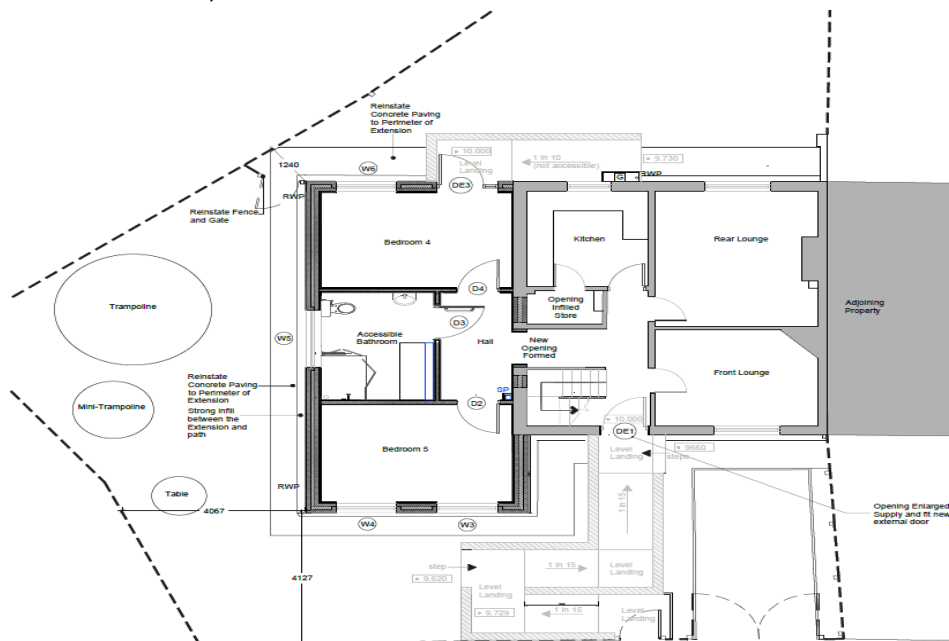 Reinstate
Concrete Paving
to Perimeter of
Extension
10.000
Level
Landing
1 in 10
(not accessible)
9.730
1240
W6
DE3
G
RWP
RWP
Reinstate Fence
and Gate
Bedroom 4
Kitchen
Rear Lounge
D4
Trampoline
Opening
Infilled
Store
Adjoining
Property
Accessible
Bathroom
D3
Hall
W5
New
Opening
Formed
Front Lounge
Reinstate
Concrete Paving
to Perimeter of
Extension
Strong infill
between the
Extension and
path
Mini-Trampoline
SP
D2
10.000
DE1
Bedroom 5
Level
Landing
steps
9660
RWP
Table
1 in 15
4067
W4
W3
Opening Enlarged
Supply and fit new
external door
step
9.620
1 in 15
Level
Landing
Level
Landing
4127
9.729
1 in 15
Level
Landing